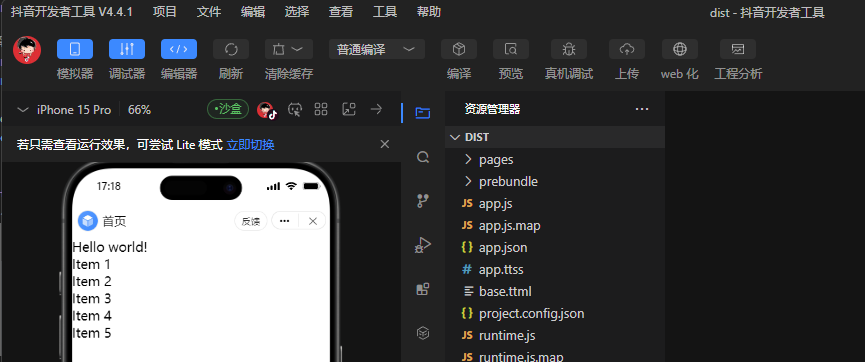 抖音开发者工具 V4.4.1 项目 文件 编辑 选择 查看 工具 帮助 dist - 抖音开发者工具
模拟器 调试器 编辑器 刷新 清除缓存 普通编译 编译 预览 真机调试 上传 web 化 工程分析
iPhone 15 Pro 66% •沙盒
若只需查看运行效果，可尝试 Lite 模式 立即切换
17:18
首页 反馈
Hello world!
Item 1
Item 2
Item 3
Item 4
Item 5
资源管理器
DIST
pages
prebundle
JS app.js
JS app.js.map
{ } app.json
# app.ttss
base.ttml
{ } project.config.json
JS runtime.js
JS runtime.js.map